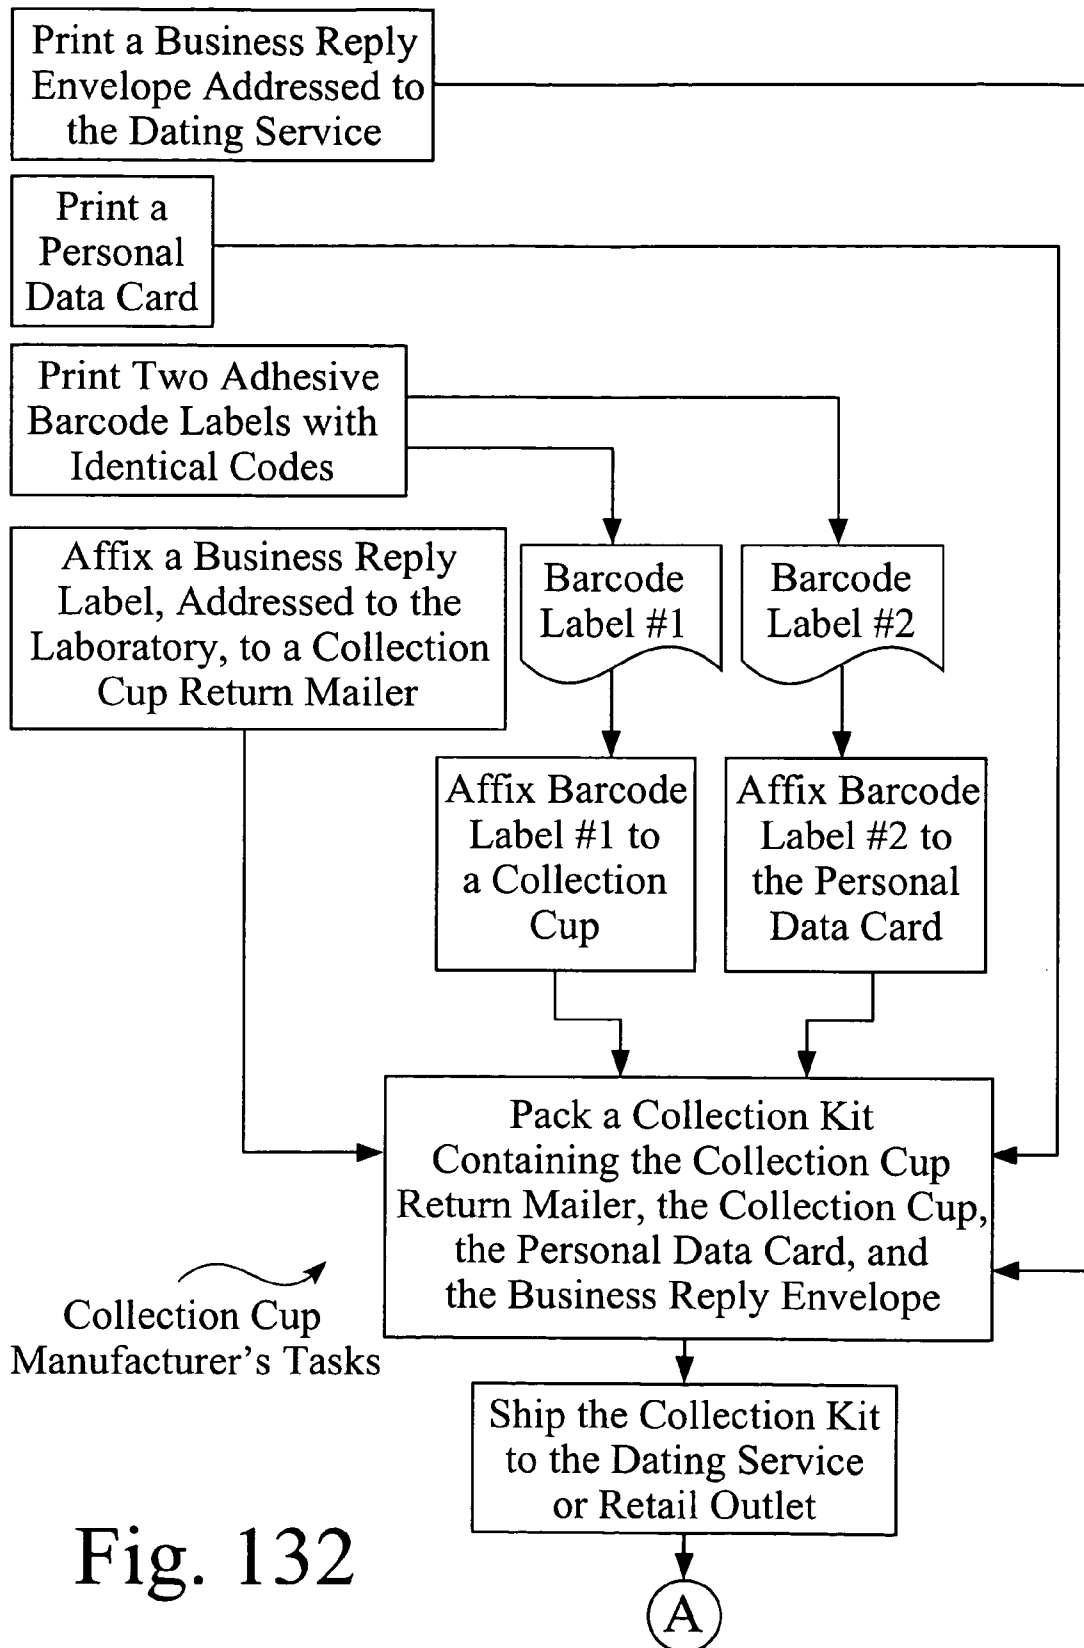 Print a Business Reply
Envelope Addressed to
the Dating Service
Print a
Personal
Data Card
Print Two Adhesive
Barcode Labels with
Identical Codes
Affix a Business Reply
Label, Addressed to the
Laboratory, to a Collection
Cup Return Mailer
Barcode
Label #1
Barcode
Label #2
Affix Barcode
Label #1 to
a Collection
Cup
Affix Barcode
Label #2 to
the Personal
Data Card
Pack a Collection Kit
Containing the Collection Cup
Return Mailer, the Collection Cup,
the Personal Data Card, and
the Business Reply Envelope
Collection Cup
Manufacturer's Tasks
Ship the Collection Kit
to the Dating Service
or Retail Outlet
Fig. 132
A